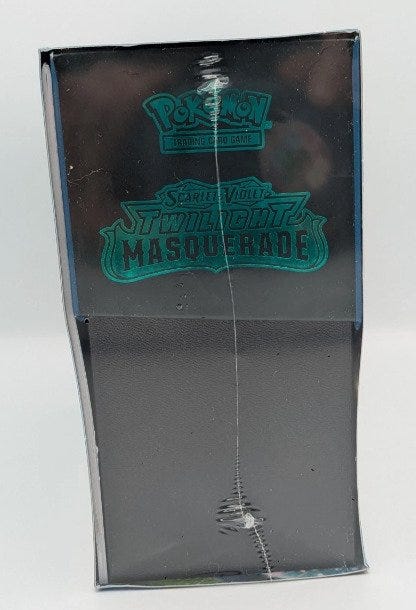 POKéMON
TRADING CARD GAME
SCARLET & VIOLET
TWILIGHT
MASQUERADE